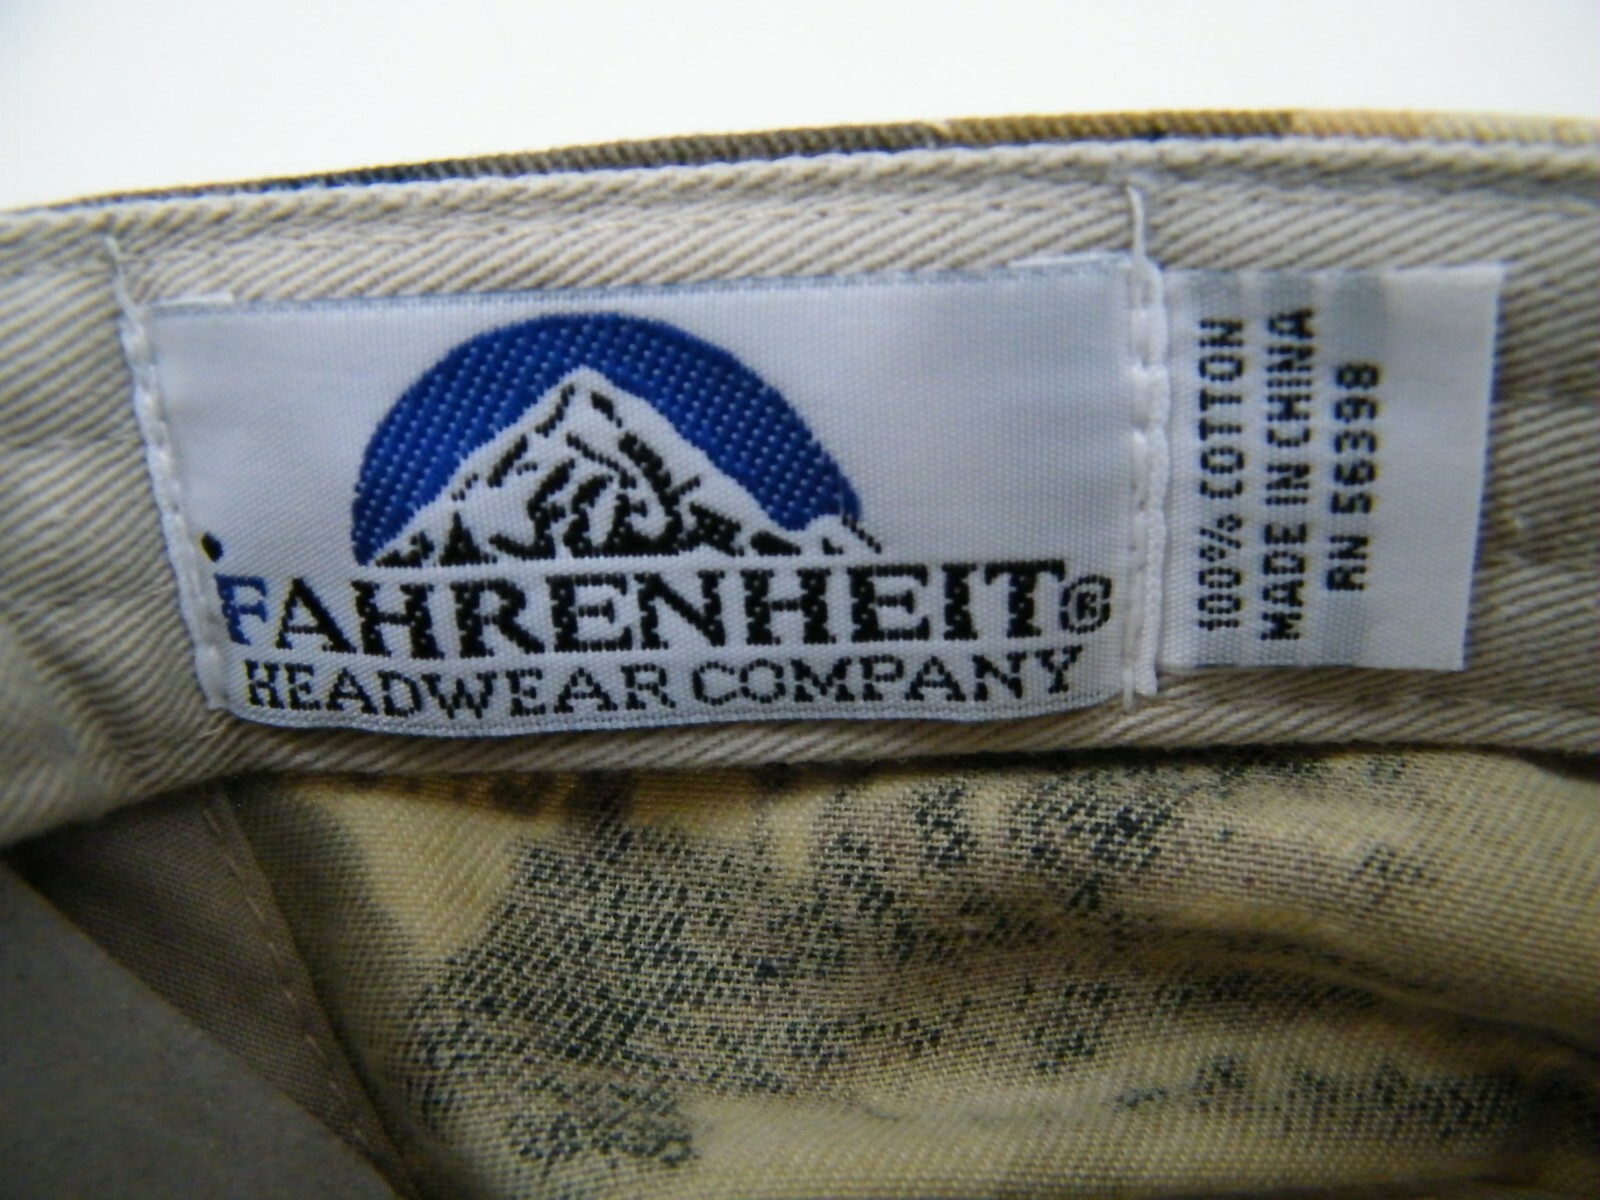 FAHRENHEIT®
HEADWEAR COMPANY
100% COTTON
MADE IN CHINA
RN 56398